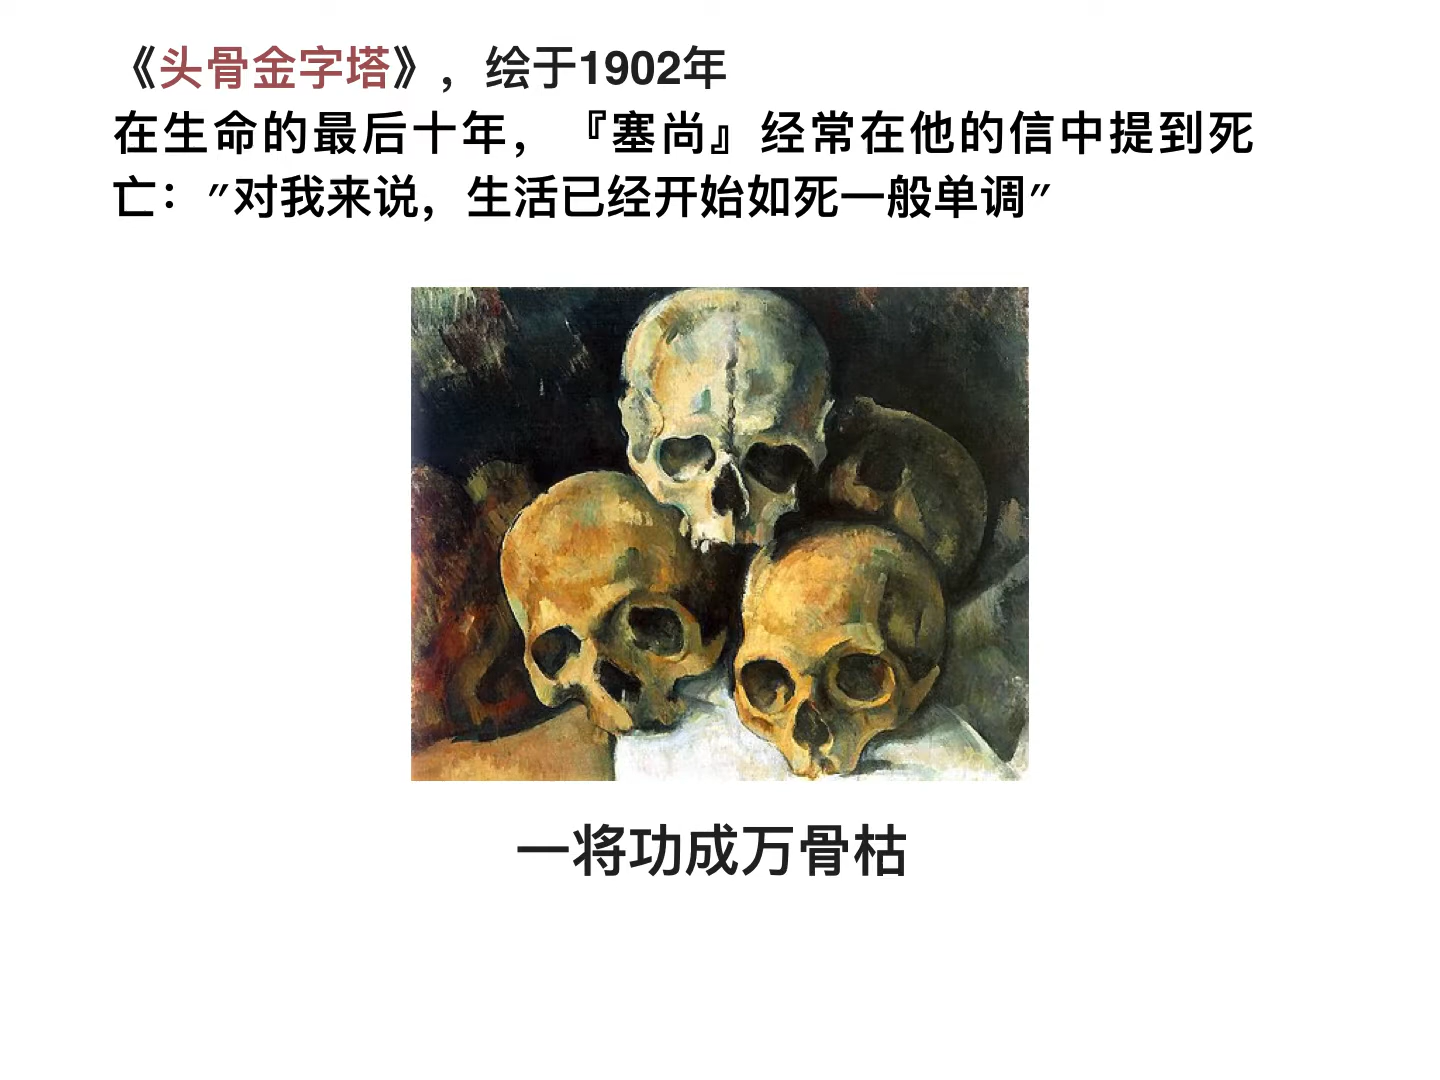 《头骨金字塔》，绘于1902年
在生命的最后十年，『塞尚』经常在他的信中提到死
亡："对我来说，生活已经开始如死一般单调"
一将功成万骨枯